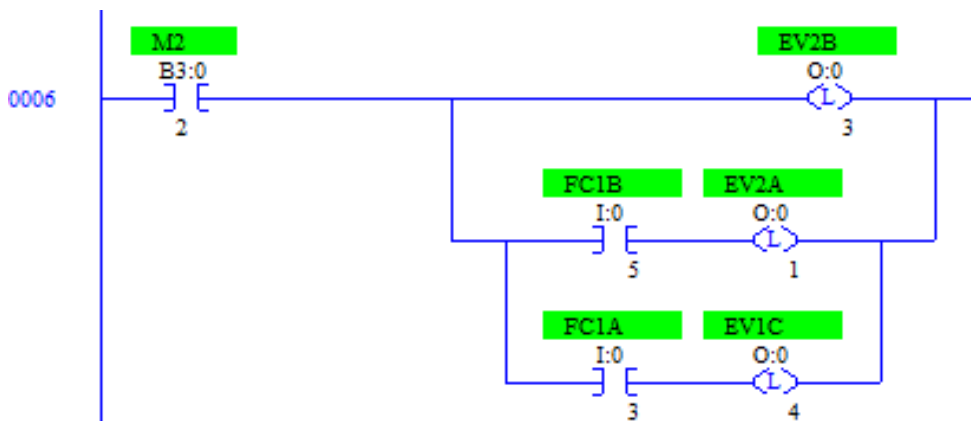 M2 EV2B
B3:0 O:0
0006 L
2 3
FC1B EV2A
I:0 O:0
L
5 1
FC1A EV1C
I:0 O:0
L
3 4